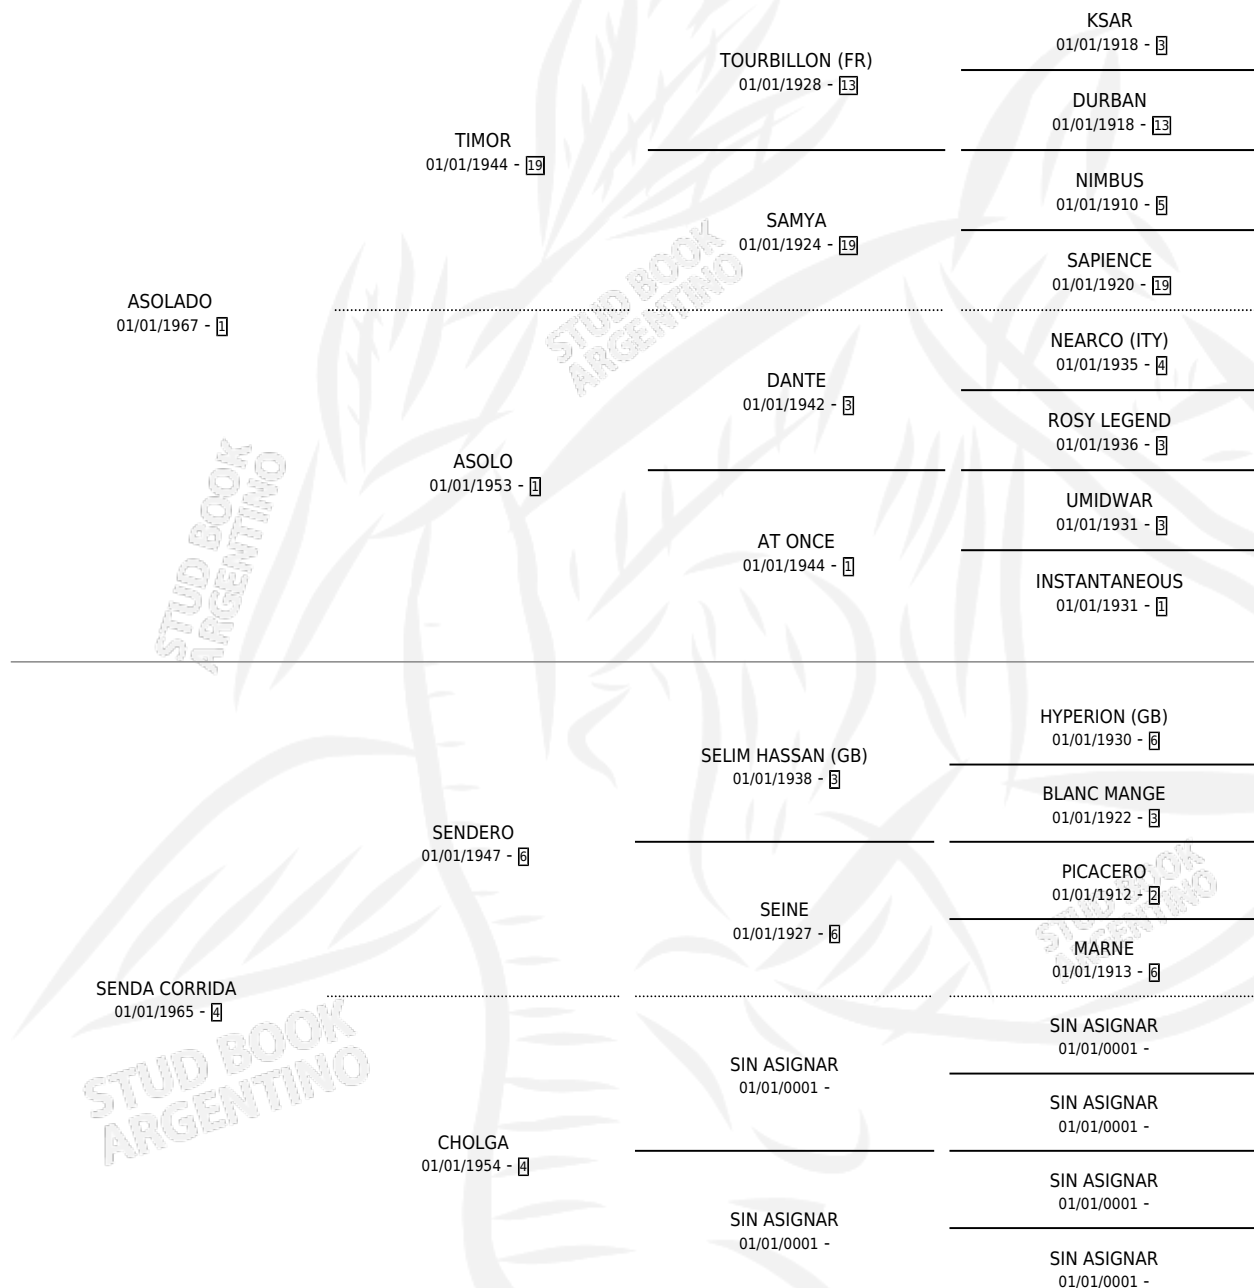 KSAR
01/01/1918 - 3
TOURBILLON (FR)
01/01/1928 - 13
DURBAN
01/01/1918 - 13
TIMOR
01/01/1944 - 19
NIMBUS
01/01/1910 - 5
SAMYA
01/01/1924 - 19
SAPIENCE
01/01/1920 - 19
ASOLADO
01/01/1967 - 1
STUD BOOK
ARGENTINO
NEARCO (ITY)
01/01/1935 - 4
DANTE
01/01/1942 - 3
ROSY LEGEND
01/01/1936 - 3
ASOLO
01/01/1953 - 1
UMIDWAR
01/01/1931 - 3
AT ONCE
01/01/1944 - 1
INSTANTANEOUS
01/01/1931 - 1
STUD BOOK
ARGENTINO
HYPERION (GB)
01/01/1930 - 6
SELIM HASSAN (GB)
01/01/1938 - 3
BLANC MANGE
01/01/1922 - 3
SENDERO
01/01/1947 - 6
PICACERO
01/01/1912 - 2
SEINE
01/01/1927 - 6
MARNE
01/01/1913 - 6
STUD BOOK
ARGENTINO
SENDA CORRIDA
01/01/1965 - 4
SIN ASIGNAR
01/01/0001 -
SIN ASIGNAR
01/01/0001 -
SIN ASIGNAR
01/01/0001 -
STUD BOOK
ARGENTINO
CHOLGA
01/01/1954 - 4
SIN ASIGNAR
01/01/0001 -
SIN ASIGNAR
01/01/0001 -
SIN ASIGNAR
01/01/0001 -